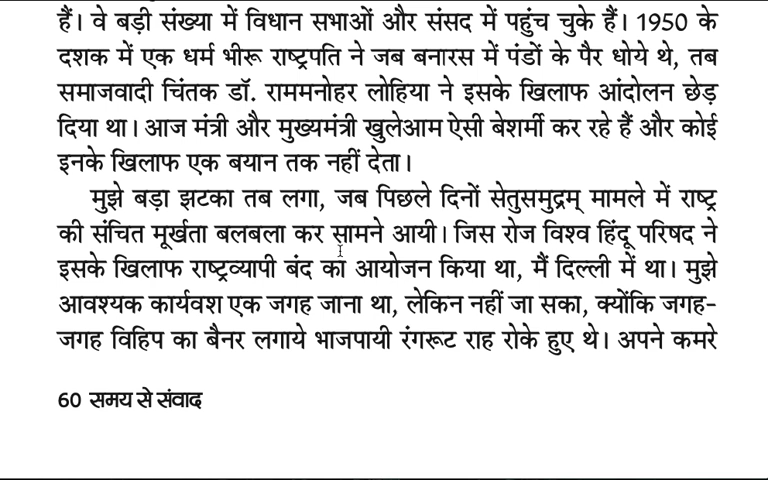 हैं। वे बड़ी संख्या में विधान सभाओं और संसद में पहुंच चुके हैं। 1950 के
दशक में एक धर्म भीरू राष्ट्रपति ने जब बनारस में पंडों के पैर धोये थे, तब
समाजवादी चिंतक डॉ. राममनोहर लोहिया ने इसके खिलाफ आंदोलन छेड़
दिया था। आज मंत्री और मुख्यमंत्री खुलेआम ऐसी बेशर्मी कर रहे हैं और कोई
इनके खिलाफ एक बयान तक नहीं देता।
मुझे बड़ा झटका तब लगा, जब पिछले दिनों सेतुसमुद्रम् मामले में राष्ट्र
की संचित मूर्खता बलबला कर सामने आयी। जिस रोज विश्व हिंदू परिषद ने
इसके खिलाफ राष्ट्रव्यापी बंद का आयोजन किया था, मैं दिल्ली में था। मुझे
आवश्यक कार्यवश एक जगह जाना था, लेकिन नहीं जा सका, क्योंकि जगह-
जगह विहिप का बैनर लगाये भाजपायी रंगरूट राह रोके हुए थे। अपने कमरे
60 समय से संवाद